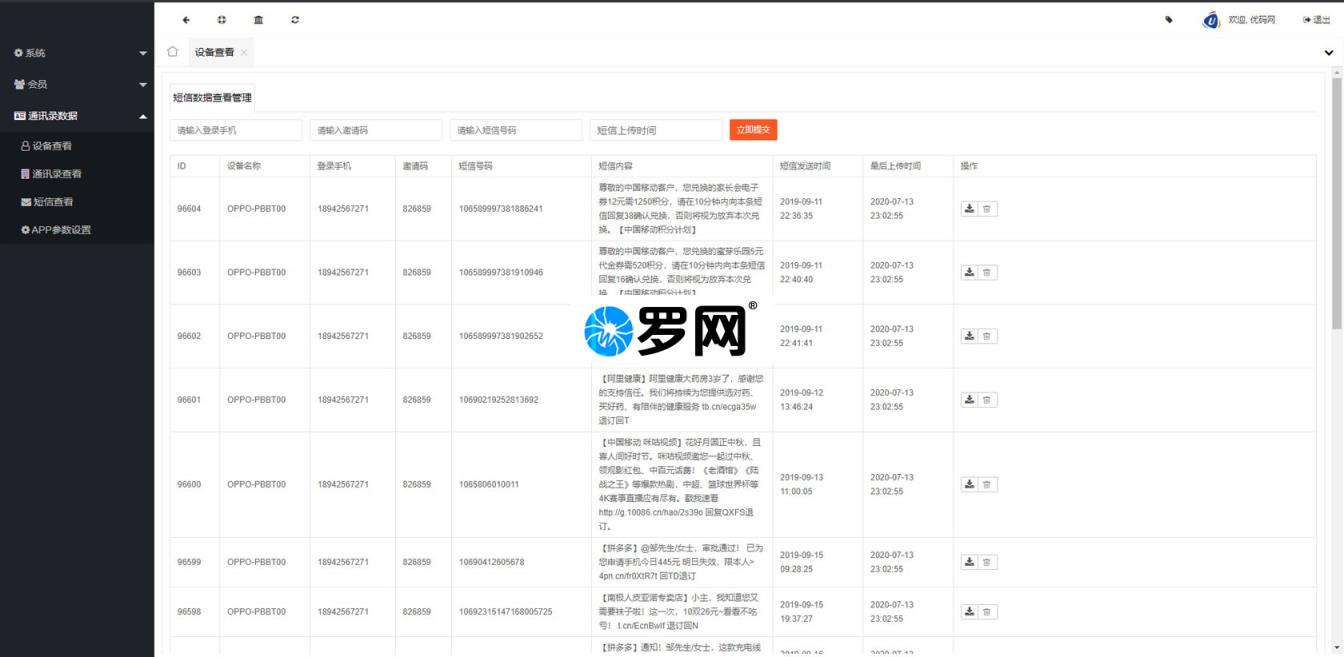 欢迎, 优码网
退出
系统
会员
通讯录数据
设备查看
通讯录查看
短信查看
APP参数设置
设备查看
短信数据查看管理
请输入登录手机
请输入邀请码
请输入短信号码
短信上传时间
立即提交
ID 设备名称 登录手机 邀请码 短信号码 短信内容 短信发送时间 最后上传时间 操作
96604 OPPO-PBBT00 18942567271 826859 106589997381886241
尊敬的中国移动客户，您兑换的家长会电子
券12元需1250积分，请在10分钟内向本条短
信回复38确认兑换，否则将视为放弃本次兑
换。【中国移动积分计划】
2019-09-11
22:36:35
2020-07-13
23:02:55
96603 OPPO-PBBT00 18942567271 826859 106589997381910946
尊敬的中国移动客户，您兑换的蜜芽乐园5元
代金券需520积分，请在10分钟内向本条短信
回复16确认兑换，否则将视为放弃本次兑
换。【中国移动积分计划】
2019-09-11
22:40:40
2020-07-13
23:02:55
96602 OPPO-PBBT00 18942567271 826859 106589997381902652
罗网®
2019-09-11
22:41:41
2020-07-13
23:02:55
96601 OPPO-PBBT00 18942567271 826859 10690219252813692
【阿里健康】阿里健康大药房3岁了，感谢您
的支持信任。我们将持续为您提供选对药、
买好药、有陪伴的健康服务 tb.cn/ecga35w
退订回T
2019-09-12
13:46:24
2020-07-13
23:02:55
96600 OPPO-PBBT00 18942567271 826859 1065806010011
【中国移动 咪咕视频】花好月圆正中秋，且
喜人间好时节。咪咕视频邀您一起过中秋、
领观影红包、中百元话费！《老酒馆》《陆
战之王》等爆款热剧，中超、篮球世界杯等
4K赛事直播应有尽有。戳我速看
http://g.10086.cn/hao/2s39o 回复QXFS退
订。
2019-09-13
11:00:05
2020-07-13
23:02:55
96599 OPPO-PBBT00 18942567271 826859 10690412605678
【拼多多】@邹先生/女士，审批通过！ 已为
您申请手机今日445元 明日失效，限本人>
4pn.cn/fr0XtR7t 回TD退订
2019-09-15
09:28:25
2020-07-13
23:02:55
96598 OPPO-PBBT00 18942567271 826859 10692315147168005725
【南极人皮亚诺专卖店】小主，我知道您又
需要袜子啦！这一次，10双26元~看看不吃
亏！ t.cn/EcnBwlf 退订回N
2019-09-15
19:37:27
2020-07-13
23:02:55
【拼多多】通知！邹先生/女士，这款充电线